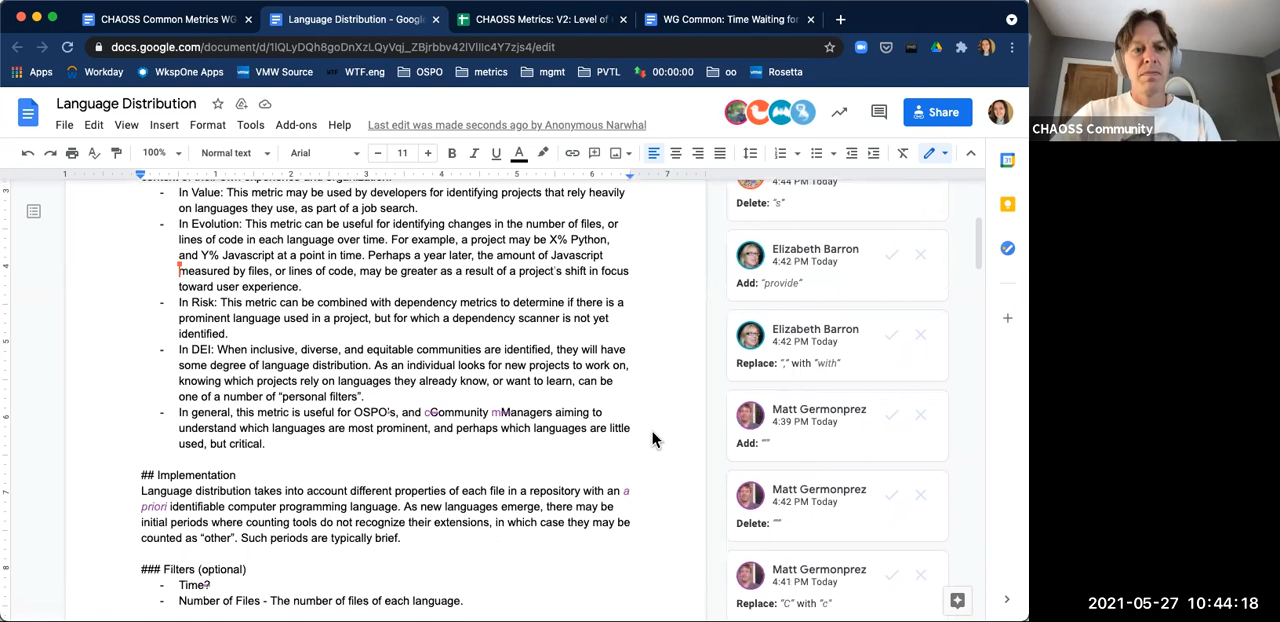 CHAOSS Common Metrics WG
Language Distribution - Google
CHAOSS Metrics: V2: Level of
WG Common: Time Waiting for
docs.google.com/document/d/1lQLyDQh8goDnXzLQyVqj_ZBjrbbv42IVIIIc4Y7zjs4/edit
Apps
Workday
WkspOne Apps
VMW Source
WTF.eng
OSPO
metrics
mgmt
PVTL
00:00:00
oo
Rosetta
Language Distribution
File Edit View Insert Format Tools Add-ons Help
Last edit was made seconds ago by Anonymous Narwhal
Share
100% Normal text Arial 11 B I U A
- In Value: This metric may be used by developers for identifying projects that rely heavily
on languages they use, as part of a job search.
- In Evolution: This metric can be useful for identifying changes in the number of files, or
lines of code in each language over time. For example, a project may be X% Python,
and Y% Javascript at a point in time. Perhaps a year later, the amount of Javascript
measured by files, or lines of code, may be greater as a result of a project's shift in focus
toward user experience.
- In Risk: This metric can be combined with dependency metrics to determine if there is a
prominent language used in a project, but for which a dependency scanner is not yet
identified.
- In DEI: When inclusive, diverse, and equitable communities are identified, they will have
some degree of language distribution. As an individual looks for new projects to work on,
knowing which projects rely on languages they already know, or want to learn, can be
one of a number of “personal filters”.
- In general, this metric is useful for OSPO's, and cCommunity mManagers aiming to
understand which languages are most prominent, and perhaps which languages are little
used, but critical.
## Implementation
Language distribution takes into account different properties of each file in a repository with an a
priori identifiable computer programming language. As new languages emerge, there may be
initial periods where counting tools do not recognize their extensions, in which case they may be
counted as “other”. Such periods are typically brief.
### Filters (optional)
- Time?
- Number of Files - The number of files of each language.
4:44 PM Today
Delete: “s”
Elizabeth Barron
4:42 PM Today
Add: “provide”
Elizabeth Barron
4:42 PM Today
Replace: “,” with “with”
Matt Germonprez
4:39 PM Today
Add: “”
Matt Germonprez
4:42 PM Today
Delete: “”
Matt Germonprez
4:41 PM Today
Replace: “C” with “c”
CHAOSS Community
2021-05-27 10:44:18